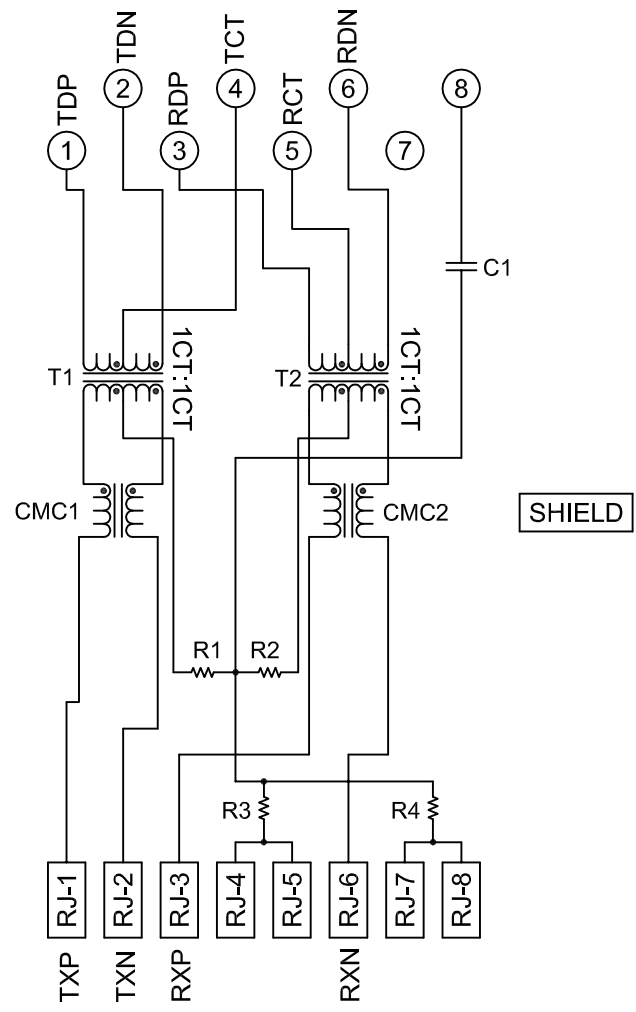 TDP
TDN
RDP
TCT
RCT
RDN
1
2
3
4
5
6
7
8
C1
T1
1CT:1CT
T2
1CT:1CT
CMC1
CMC2
SHIELD
R1
R2
R3
R4
RJ-1
RJ-2
RJ-3
RJ-4
RJ-5
RJ-6
RJ-7
RJ-8
TXP
TXN
RXP
RXN